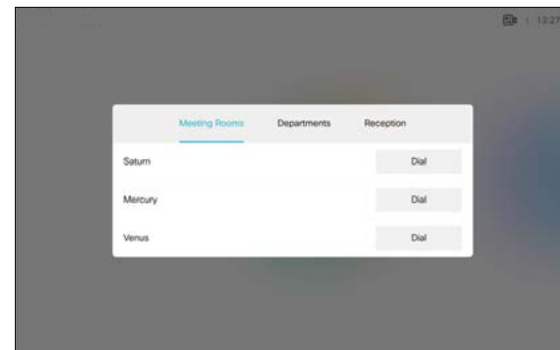 13:27
Meeting Rooms Departments Reception
Saturn Dial
Mercury Dial
Venus Dial